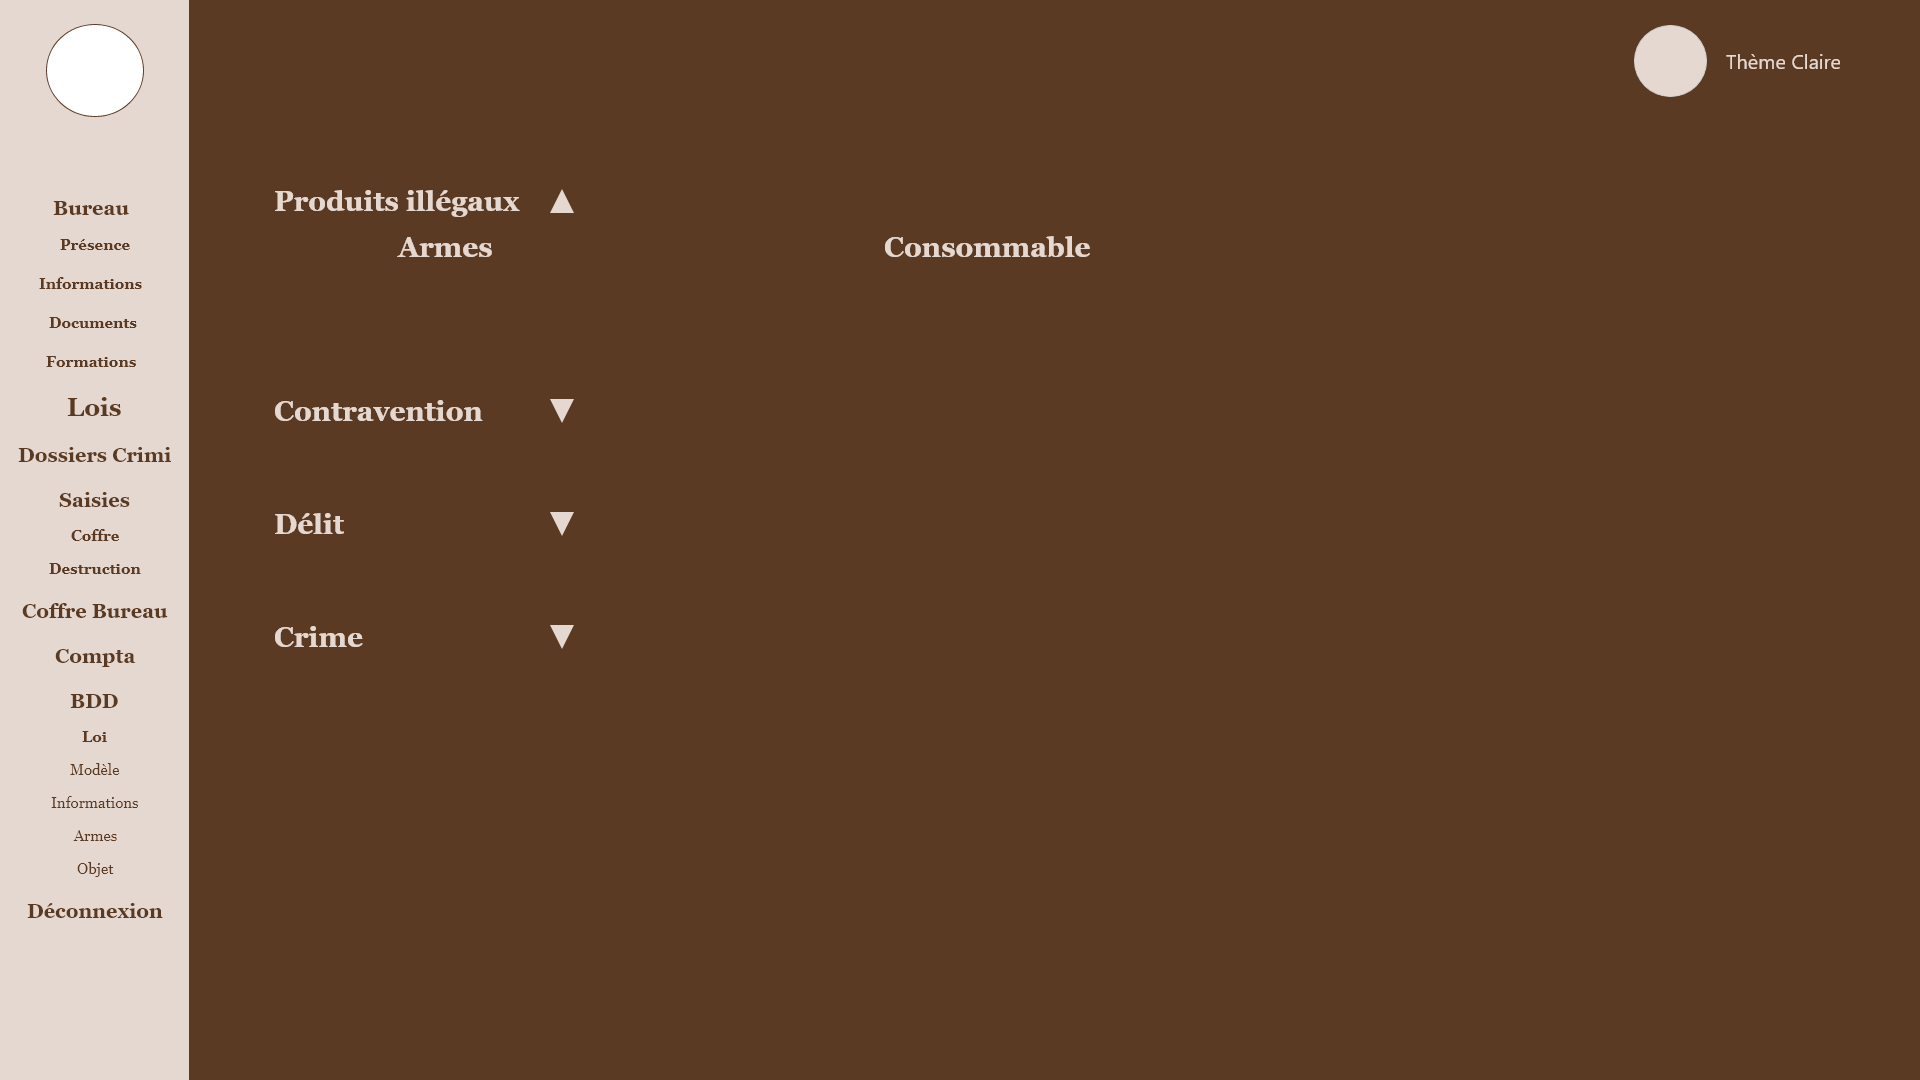 Bureau
Présence
Informations
Documents
Formations
Lois
Dossiers Crimi
Saisies
Coffre
Destruction
Coffre Bureau
Compta
BDD
Loi
Modèle
Informations
Armes
Objet
Déconnexion
Thème Claire
Produits illégaux ▲
Armes Consommable
Contravention ▼
Délit ▼
Crime ▼